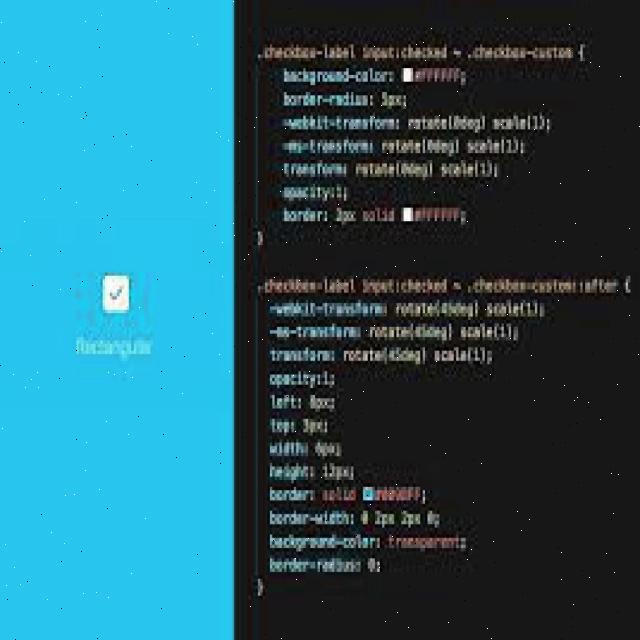 Rectangular
.checkbox-label input:checked ~ .checkbox-custom {
background-color: #FFFFFF;
border-radius: 5px;
-webkit-transform: rotate(0deg) scale(1);
-ms-transform: rotate(0deg) scale(1);
transform: rotate(0deg) scale(1);
opacity:1;
border: 2px solid #FFFFFF;
}
.checkbox-label input:checked ~ .checkbox-custom::after {
-webkit-transform: rotate(45deg) scale(1);
-ms-transform: rotate(45deg) scale(1);
transform: rotate(45deg) scale(1);
opacity:1;
left: 8px;
top: 3px;
width: 6px;
height: 12px;
border: solid
border-width: 0 2px 2px 0;
background-color: transparent;
border-radius: 0;
}